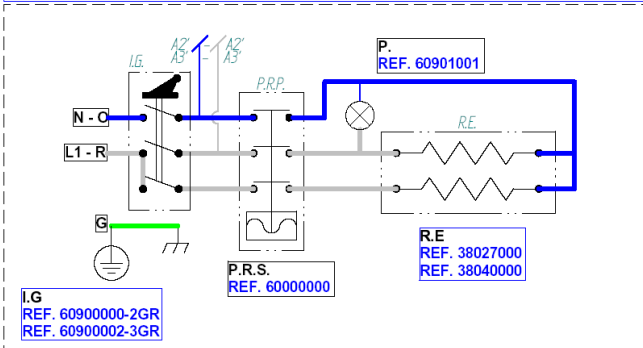 A2' - A2'
A3' - A3'
I.G.
P.R.P.
P.
REF. 60901001
N - O
L1 - R
R.E.
G
R.E
REF. 38027000
REF. 38040000
P.R.S.
REF. 60000000
I.G
REF. 60900000-2GR
REF. 60900002-3GR